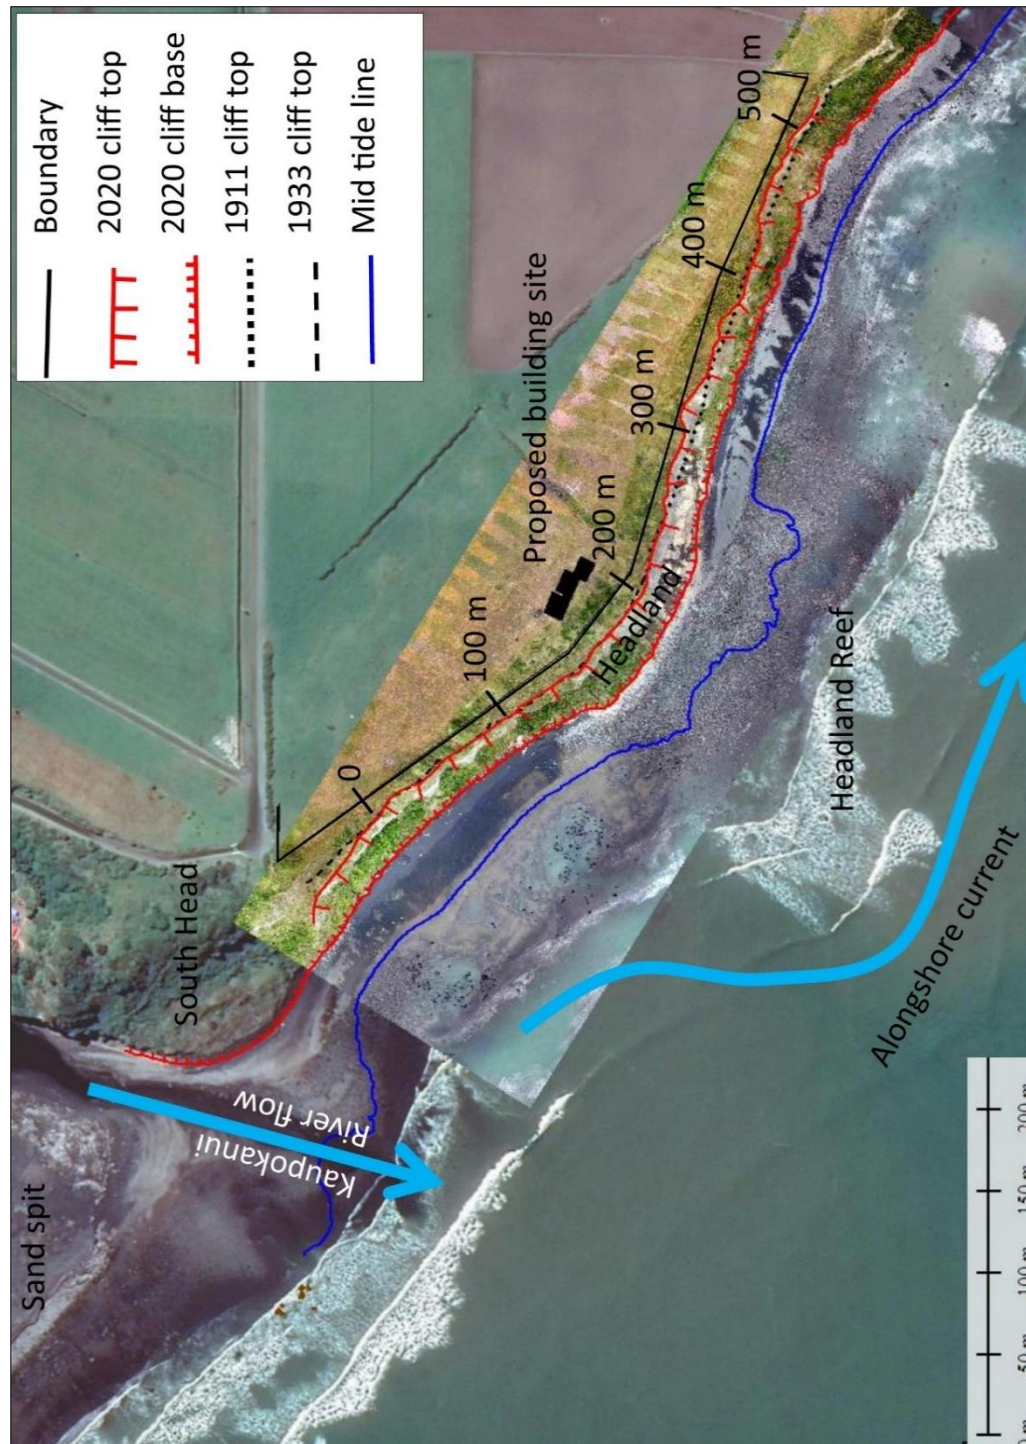 Boundary
2020 cliff top
2020 cliff base
1911 cliff top
1933 cliff top
Mid tide line
Sand spit
South Head
Kaupokanui
River flow
0
100 m
200 m
300 m
400 m
500 m
Proposed building site
Headland
Headland Reef
Alongshore current
50 m
100 m
150 m
200 m